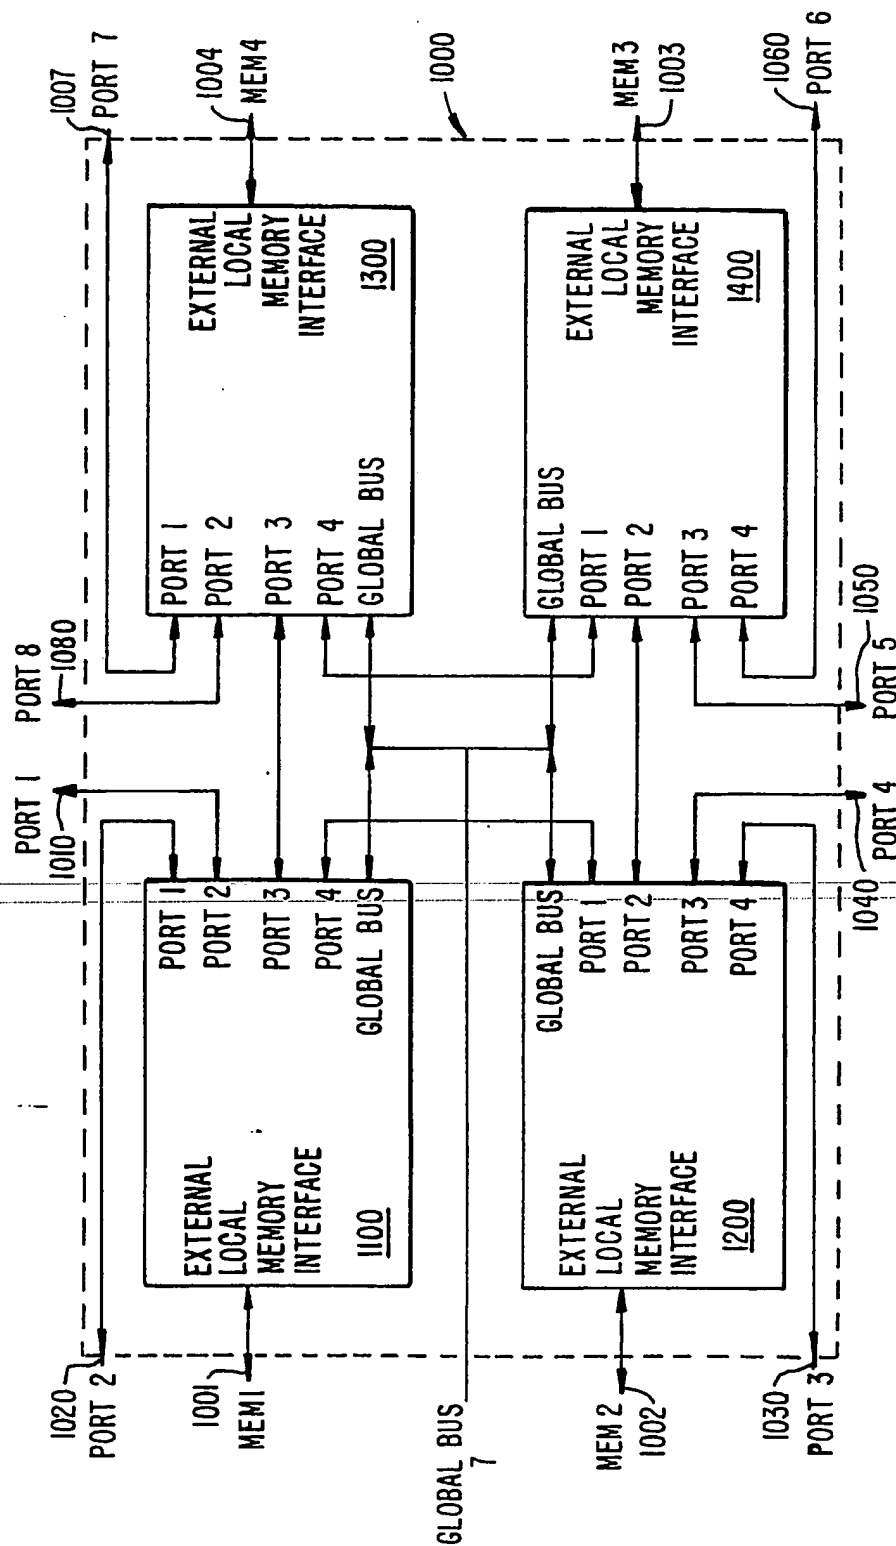 PORT 2
1020
PORT 1
1010
PORT 8
1080
1007
PORT 7
MEM1
1001
EXTERNAL
LOCAL
MEMORY
INTERFACE
1100
PORT 1
PORT 2
PORT 3
PORT 4
GLOBAL BUS
PORT 1
PORT 2
PORT 3
PORT 4
GLOBAL BUS
EXTERNAL
LOCAL
MEMORY
INTERFACE
1300
1004
MEM4
GLOBAL BUS
7
1000
MEM 2
1002
EXTERNAL
LOCAL
MEMORY
INTERFACE
1200
GLOBAL BUS
PORT 1
PORT 2
PORT 3
PORT 4
GLOBAL BUS
PORT 1
PORT 2
PORT 3
PORT 4
EXTERNAL
LOCAL
MEMORY
INTERFACE
1400
MEM 3
1003
1030
PORT 3
1040
PORT 4
1050
PORT 5
1060
PORT 6